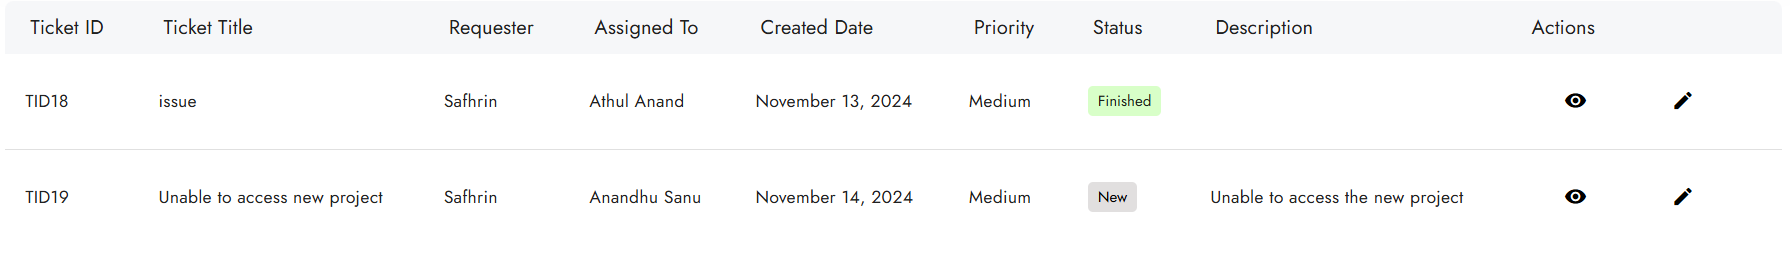 Ticket ID Ticket Title Requester Assigned To Created Date Priority Status Description Actions
TID18 issue Safhrin Athul Anand November 13, 2024 Medium Finished
TID19 Unable to access new project Safhrin Anandhu Sanu November 14, 2024 Medium New Unable to access the new project